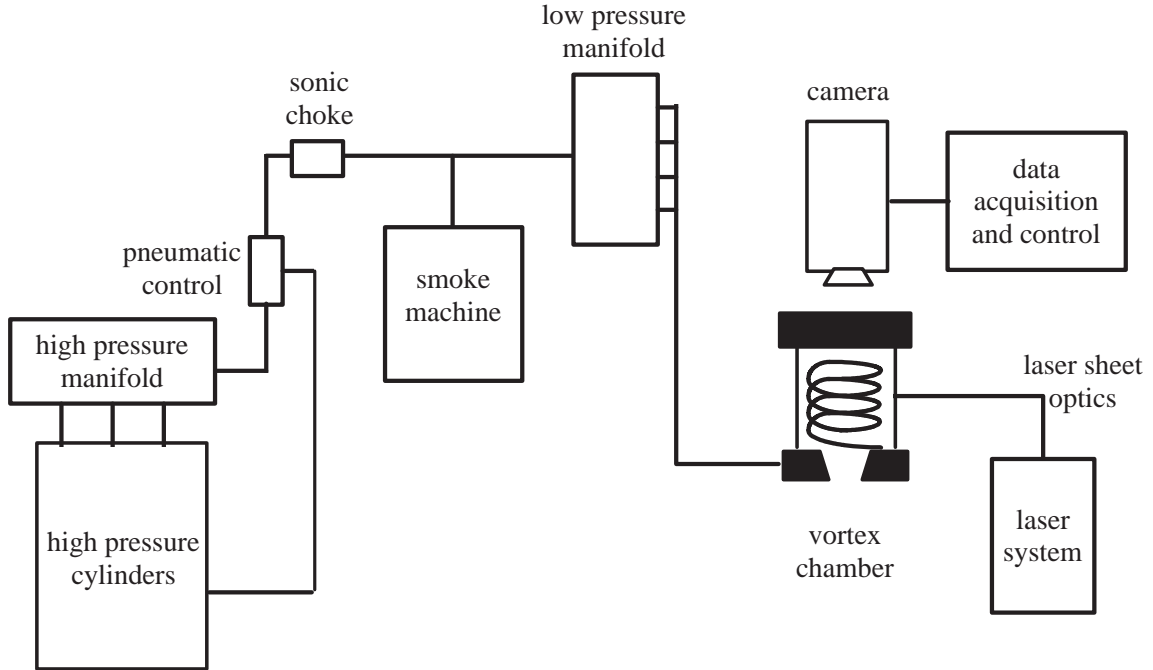 low pressure
manifold
sonic
choke
camera
data
acquisition
and control
pneumatic
control
smoke
machine
high pressure
manifold
laser sheet
optics
high pressure
cylinders
vortex
chamber
laser
system